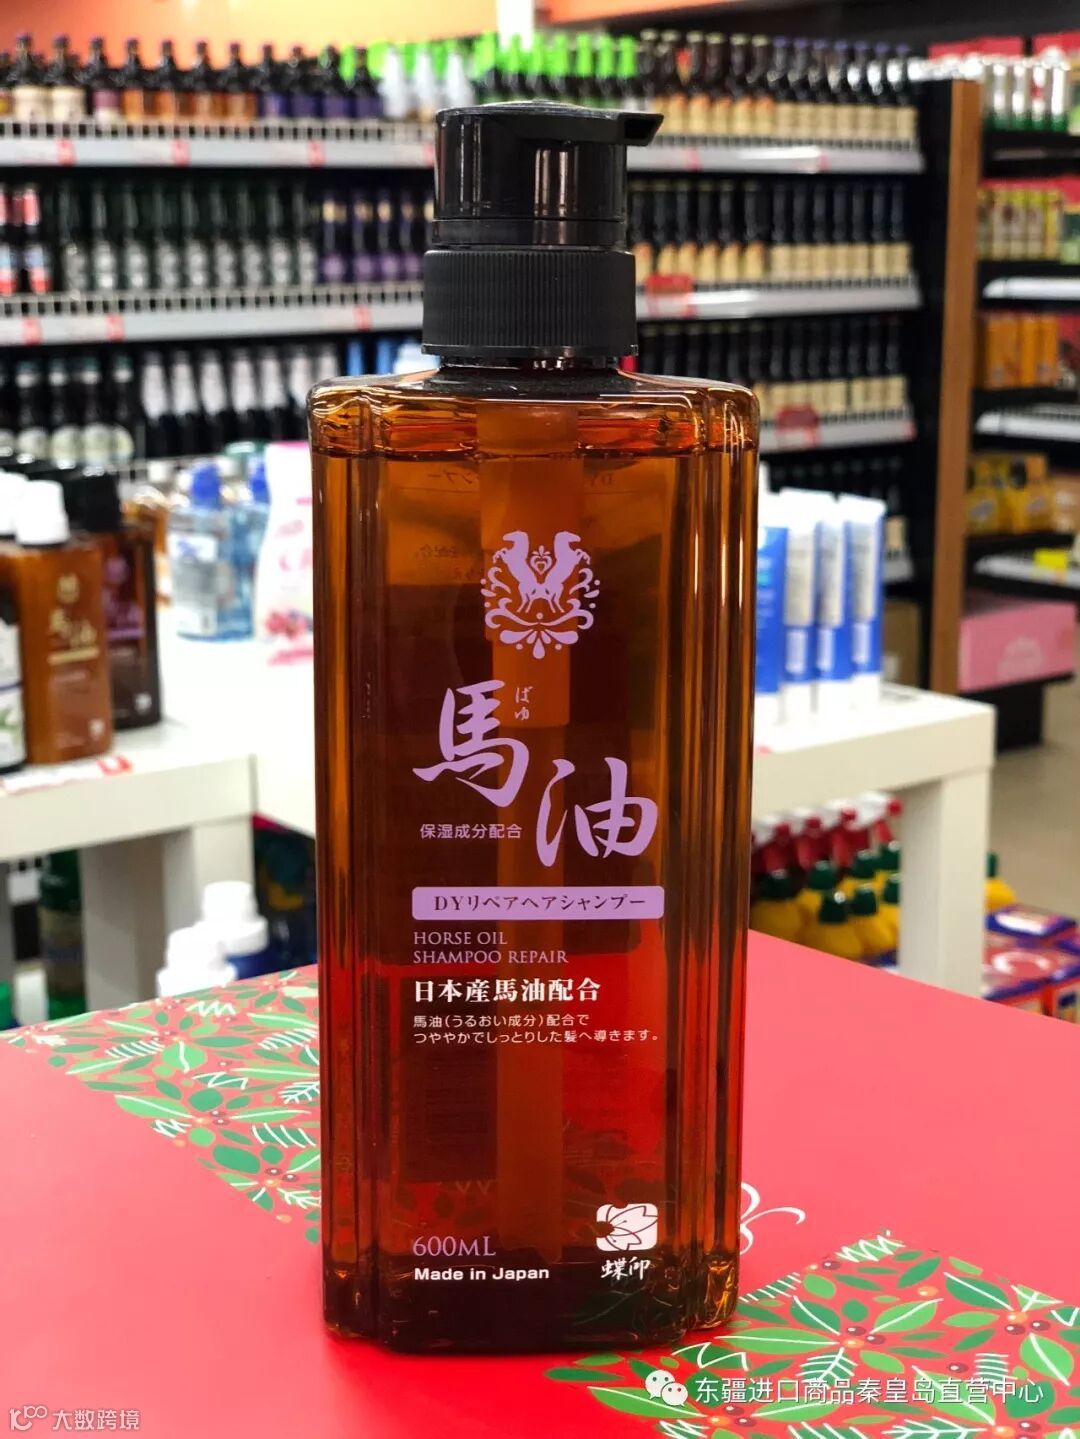 馬油
ばゆ
保湿成分配合
DYリペアヘアシャンプー
HORSE OIL
SHAMPOO REPAIR
日本産馬油配合
馬油(うるおい成分)配合で
つややかでしっとりした髪へ導きます。
600ML
Made in Japan
蝶印
馬油
东疆进口商品秦皇岛直营中心
大数跨境